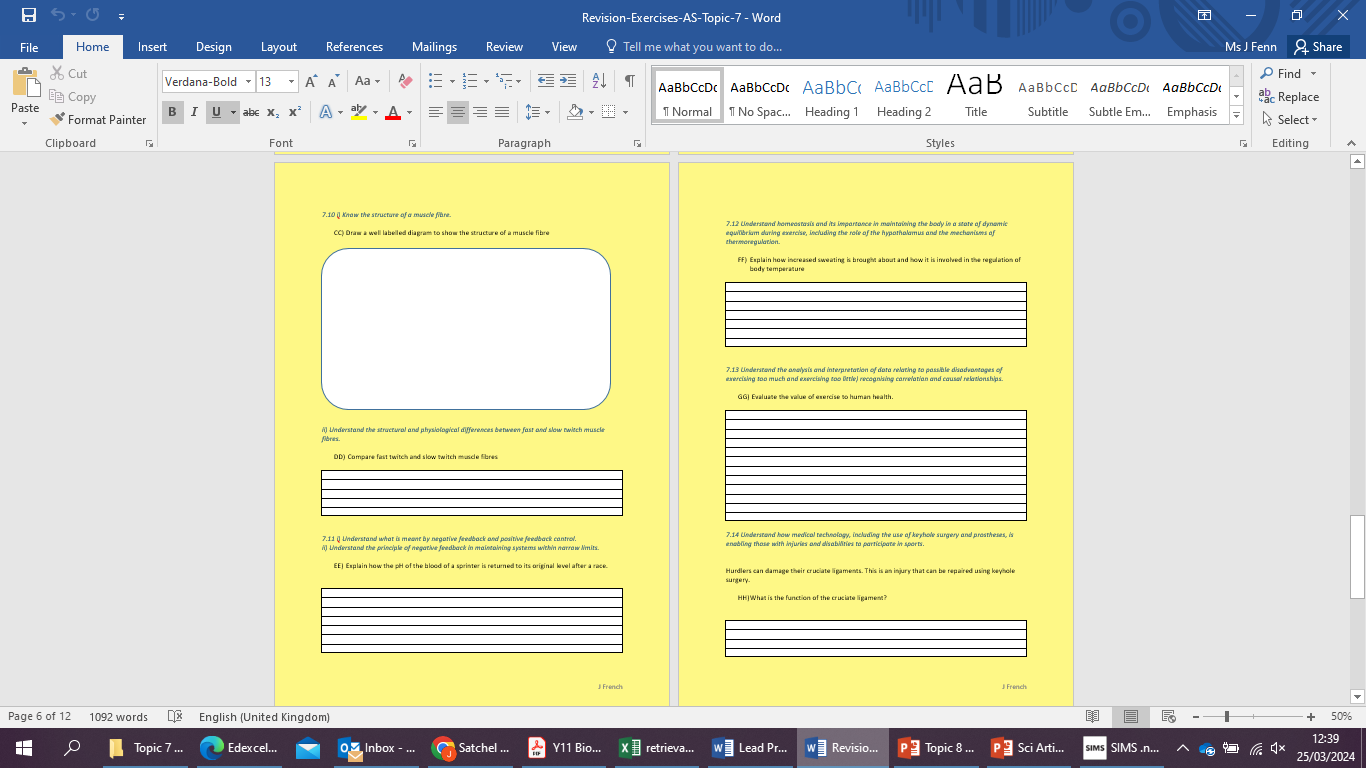 Revision-Exercises-AS-Topic-7 - Word
File
Home
Insert
Design
Layout
References
Mailings
Review
View
Tell me what you want to do...
Ms J Fenn
Share
Paste
Cut
Copy
Format Painter
Clipboard
Verdana-Bold
13
Font
Paragraph
AaBbCcDc
¶ Normal
AaBbCcDc
¶ No Spac...
AaBbCc
Heading 1
AaBbCcD
Heading 2
AaB
Title
AaBbCcD
Subtitle
AaBbCcDc
Subtle Em...
AaBbCcDc
Emphasis
Styles
Find
Replace
Select
Editing
7.10 i) Know the structure of a muscle fibre.
CC) Draw a well labelled diagram to show the structure of a muscle fibre
ii) Understand the structural and physiological differences between fast and slow twitch muscle
fibres.
DD) Compare fast twitch and slow twitch muscle fibres
7.11 i) Understand what is meant by negative feedback and positive feedback control.
ii) Understand the principle of negative feedback in maintaining systems within narrow limits.
EE) Explain how the pH of the blood of a sprinter is returned to its original level after a race.
J French
7.12 Understand homeostasis and its importance in maintaining the body in a state of dynamic
equilibrium during exercise, including the role of the hypothalamus and the mechanisms of
thermoregulation.
FF) Explain how increased sweating is brought about and how it is involved in the regulation of
body temperature
7.13 Understand the analysis and interpretation of data relating to possible disadvantages of
exercising too much and exercising too little) recognising correlation and causal relationships.
GG) Evaluate the value of exercise to human health.
7.14 Understand how medical technology, including the use of keyhole surgery and prostheses, is
enabling those with injuries and disabilities to participate in sports.
Hurdlers can damage their cruciate ligaments. This is an injury that can be repaired using keyhole
surgery.
HH)What is the function of the cruciate ligament?
J French
Page 6 of 12
1092 words
English (United Kingdom)
50%
Topic 7 ...
Edexcel...
Inbox - ...
Satchel ...
Y11 Bio...
retrieva...
Lead Pr...
Revisio...
Topic 8 ...
Sci Arti...
SIMS .n...
12:39
25/03/2024